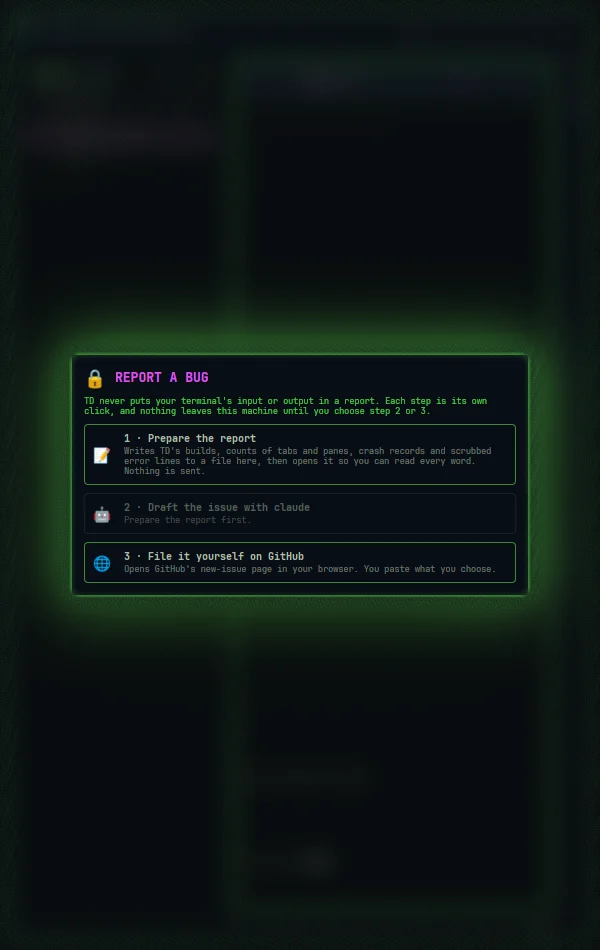 REPORT A BUG
TD never puts your terminal's input or output in a report. Each step is its own
click, and nothing leaves this machine until you choose step 2 or 3.
1 · Prepare the report
Writes TD's builds, counts of tabs and panes, crash records and scrubbed
error lines to a file here, then opens it so you can read every word.
Nothing is sent.
2 · Draft the issue with claude
Prepare the report first.
3 · File it yourself on GitHub
Opens GitHub's new-issue page in your browser. You paste what you choose.